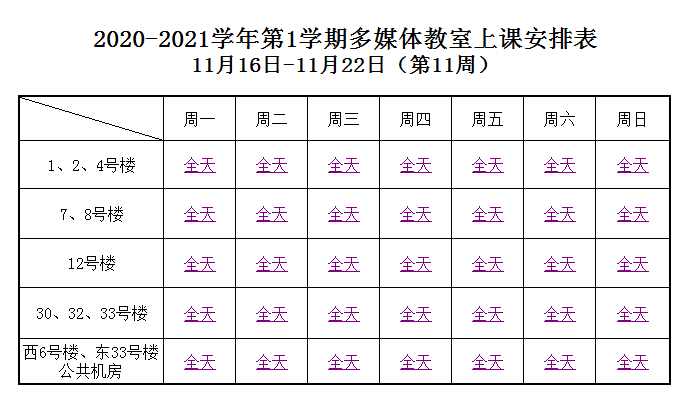 2020-2021学年第1学期多媒体教室上课安排表
11月16日-11月22日（第11周）
周一 周二 周三 周四 周五 周六 周日
1、2、4号楼 全天 全天 全天 全天 全天 全天 全天
7、8号楼 全天 全天 全天 全天 全天 全天 全天
12号楼 全天 全天 全天 全天 全天 全天 全天
30、32、33号楼 全天 全天 全天 全天 全天 全天 全天
西6号楼、东33号楼
公共机房 全天 全天 全天 全天 全天 全天 全天